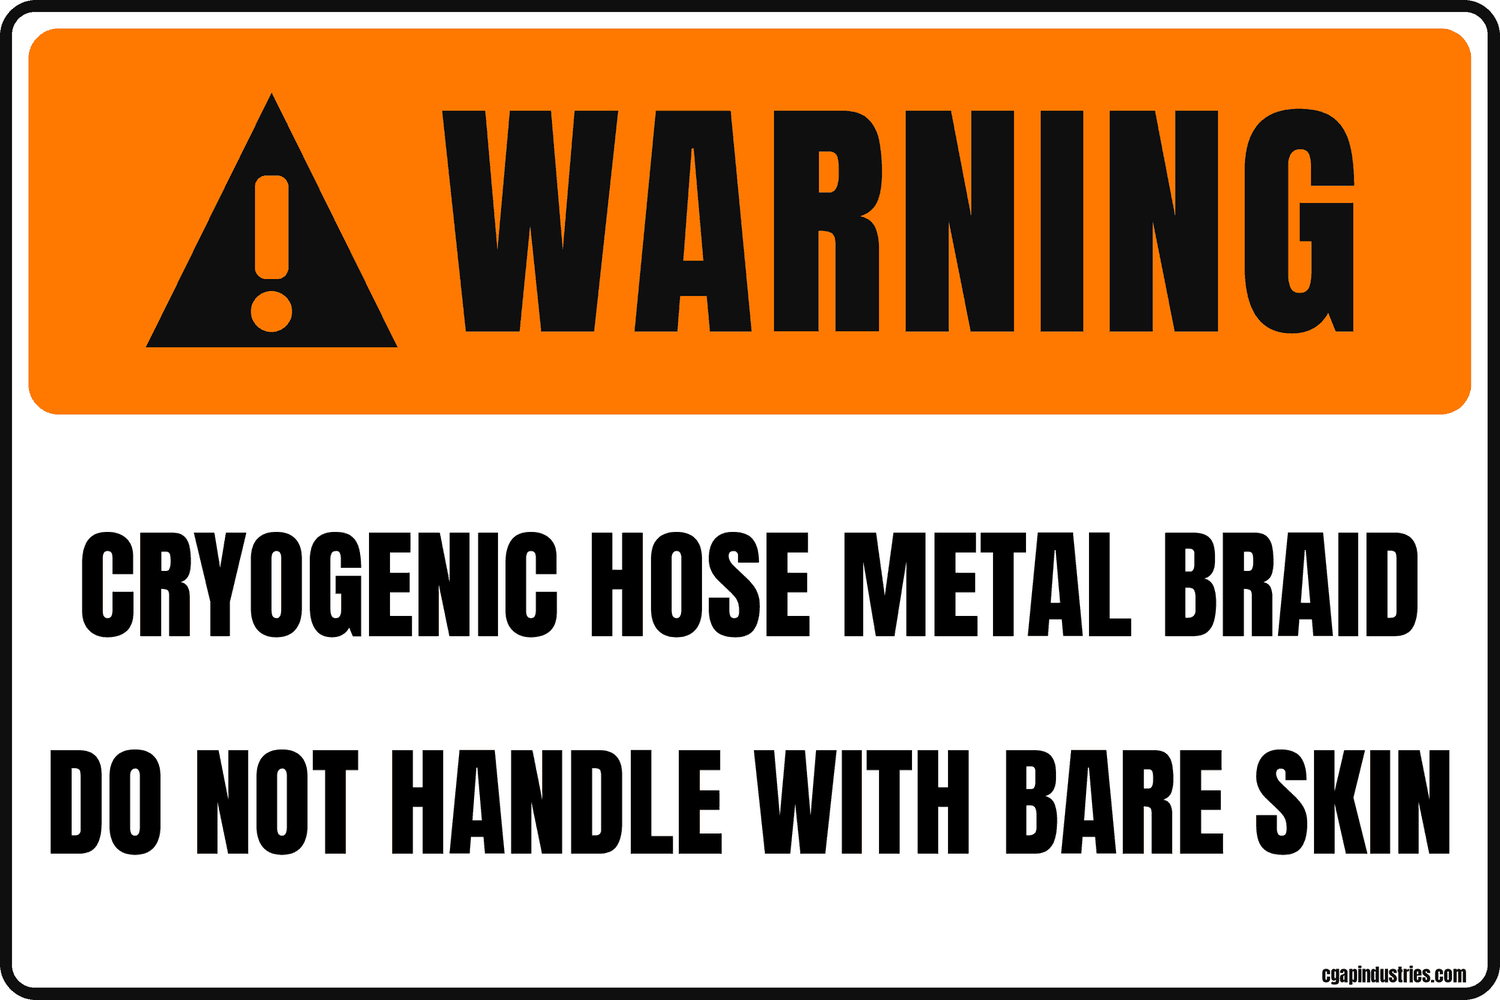 WARNING
CRYOGENIC HOSE METAL BRAID
DO NOT HANDLE WITH BARE SKIN
cgapindustries.com